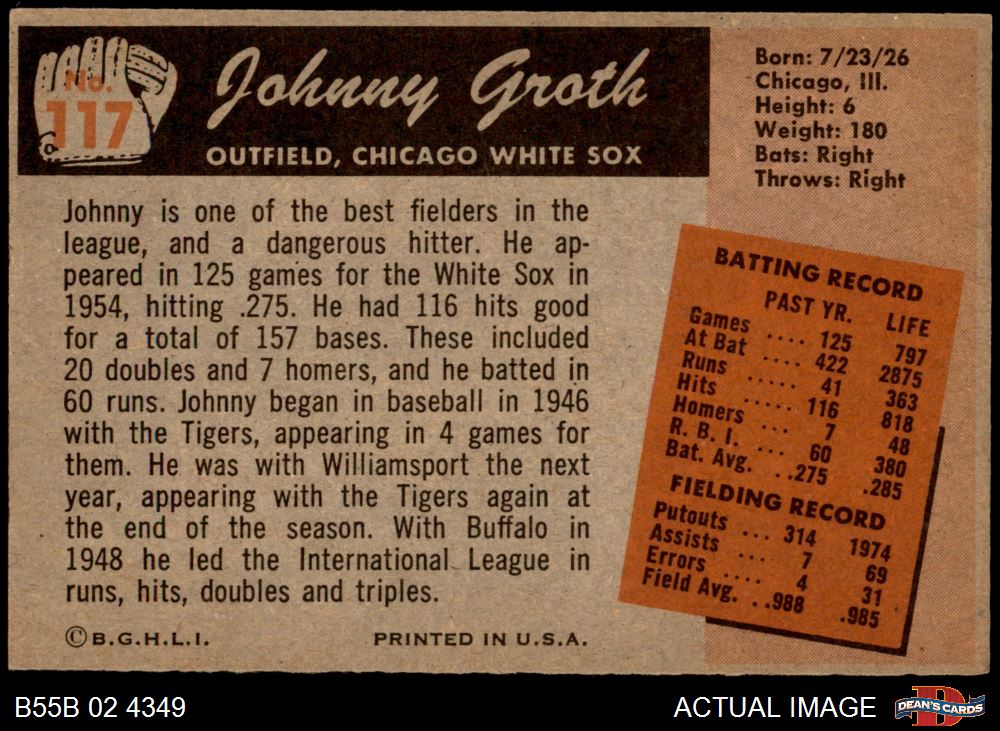 No.
117
Johnny Groth
OUTFIELD, CHICAGO WHITE SOX
Born: 7/23/26
Chicago, Ill.
Height: 6
Weight: 180
Bats: Right
Throws: Right
Johnny is one of the best fielders in the
league, and a dangerous hitter. He ap-
peared in 125 games for the White Sox in
1954, hitting .275. He had 116 hits good
for a total of 157 bases. These included
20 doubles and 7 homers, and he batted in
60 runs. Johnny began in baseball in 1946
with the Tigers, appearing in 4 games for
them. He was with Williamsport the next
year, appearing with the Tigers again at
the end of the season. With Buffalo in
1948 he led the International League in
runs, hits, doubles and triples.
BATTING RECORD
PAST YR. LIFE
Games .... 125 797
At Bat .... 422 2875
Runs ..... 41 363
Hits ..... 116 818
Homers ... 7 48
R. B. I. ... 60 380
Bat. Avg. ..275 .285
FIELDING RECORD
Putouts ... 314 1974
Assists .... 7 69
Errors .... 4 31
Field Avg. ..988 .985
©B.G.H.L.I. PRINTED IN U.S.A.
B55B 02 4349
ACTUAL IMAGE
D
DEAN'S CARDS